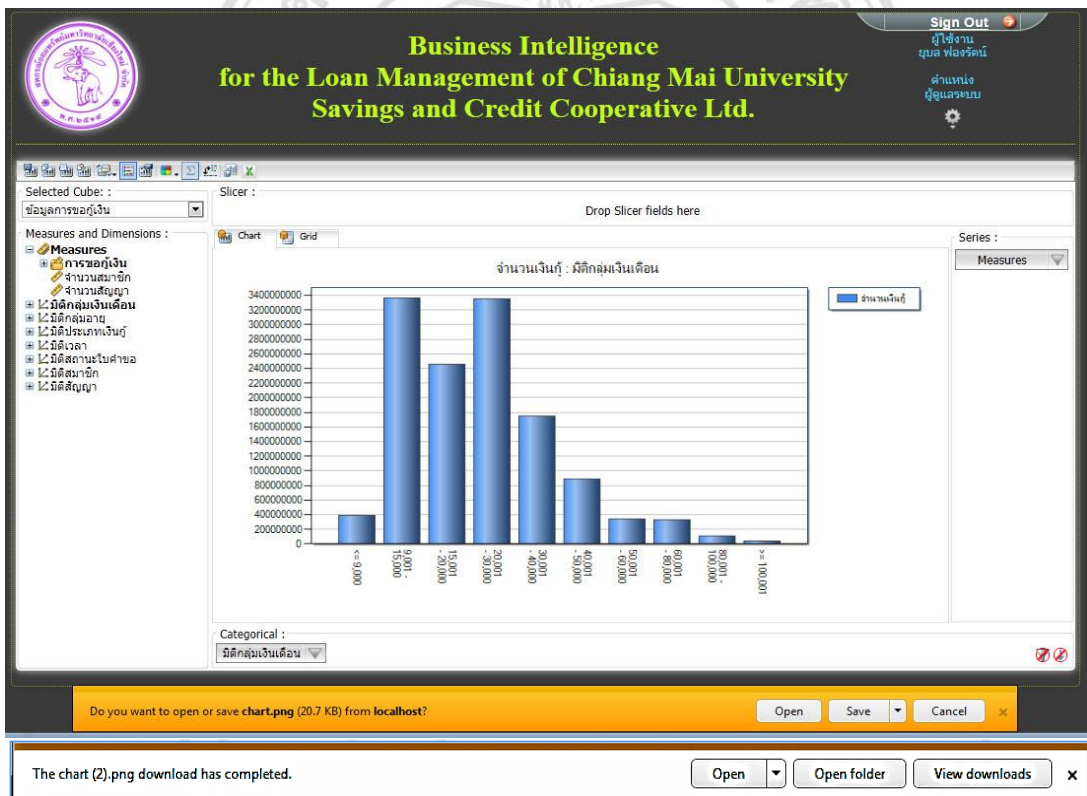 Sign Out
ผู้ใช้งาน
ยุบล ฟองรัตน์
ตำแหน่ง
ผู้ดูแลระบบ
Business Intelligence
for the Loan Management of Chiang Mai University
Savings and Credit Cooperative Ltd.
พ.ศ.๒๕๑๙
Selected Cube: :
ข้อมูลการขอกู้เงิน
Slicer :
Drop Slicer fields here
Measures and Dimensions :
Measures
การขอกู้เงิน
จำนวนสมาชิก
จำนวนสัญญา
มิติกลุ่มเงินเดือน
มิติกลุ่มอายุ
มิติประเภทเงินกู้
มิติเวลา
มิติสถานะใบคำขอ
มิติสมาชิก
มิติสัญญา
Chart
Grid
จำนวนเงินกู้ : มิติกลุ่มเงินเดือน
3400000000
3200000000
3000000000
2800000000
2600000000
2400000000
2200000000
2000000000
1800000000
1600000000
1400000000
1200000000
1000000000
800000000
600000000
400000000
200000000
0
<= 9,000
9,001 - 15,000
15,001 - 20,000
20,001 - 30,000
30,001 - 40,000
40,001 - 50,000
50,001 - 60,000
60,001 - 80,000
80,001 - 100,000
>= 100,001
จำนวนเงินกู้
Series :
Measures
Categorical :
มิติกลุ่มเงินเดือน
Do you want to open or save chart.png (20.7 KB) from localhost?
Open
Save
Cancel
The chart (2).png download has completed.
Open
Open folder
View downloads